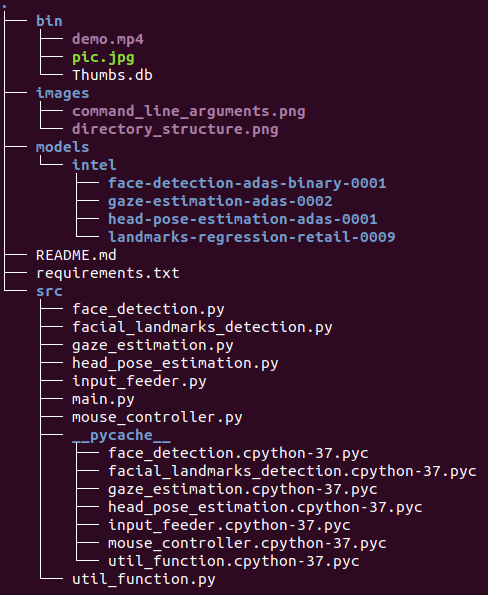 .
bin
demo.mp4
pic.jpg
Thumbs.db
images
command_line_arguments.png
directory_structure.png
models
intel
face-detection-adas-binary-0001
gaze-estimation-adas-0002
head-pose-estimation-adas-0001
landmarks-regression-retail-0009
README.md
requirements.txt
src
face_detection.py
facial_landmarks_detection.py
gaze_estimation.py
head_pose_estimation.py
input_feeder.py
main.py
mouse_controller.py
__pycache__
face_detection.cpython-37.pyc
facial_landmarks_detection.cpython-37.pyc
gaze_estimation.cpython-37.pyc
head_pose_estimation.cpython-37.pyc
input_feeder.cpython-37.pyc
mouse_controller.cpython-37.pyc
util_function.cpython-37.pyc
util_function.py